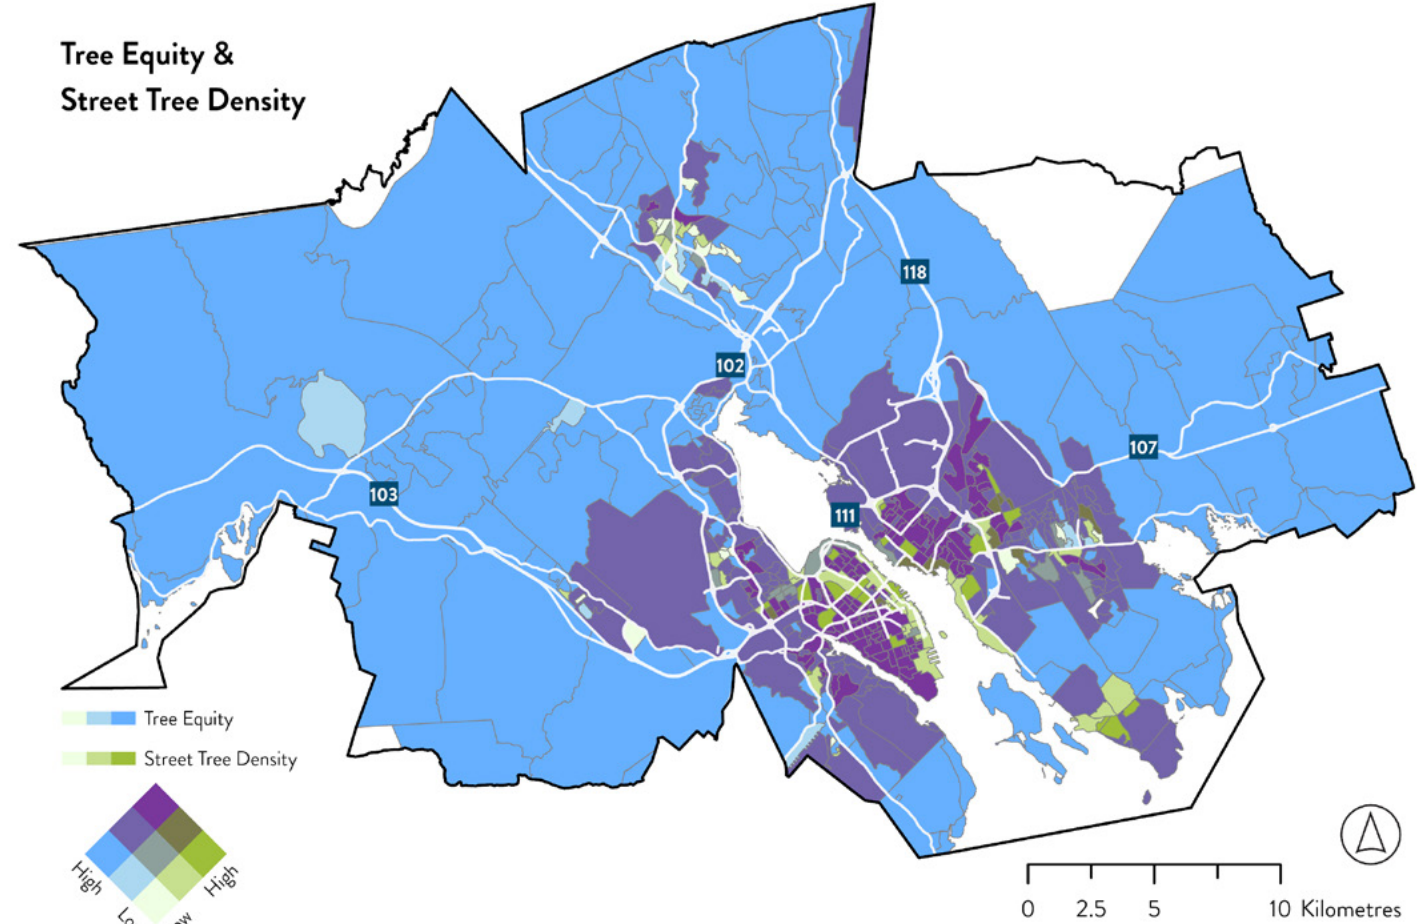 Tree Equity &
Street Tree Density
118
102
107
103
111
Tree Equity
Street Tree Density
High
High
0 2.5 5 10 Kilometres